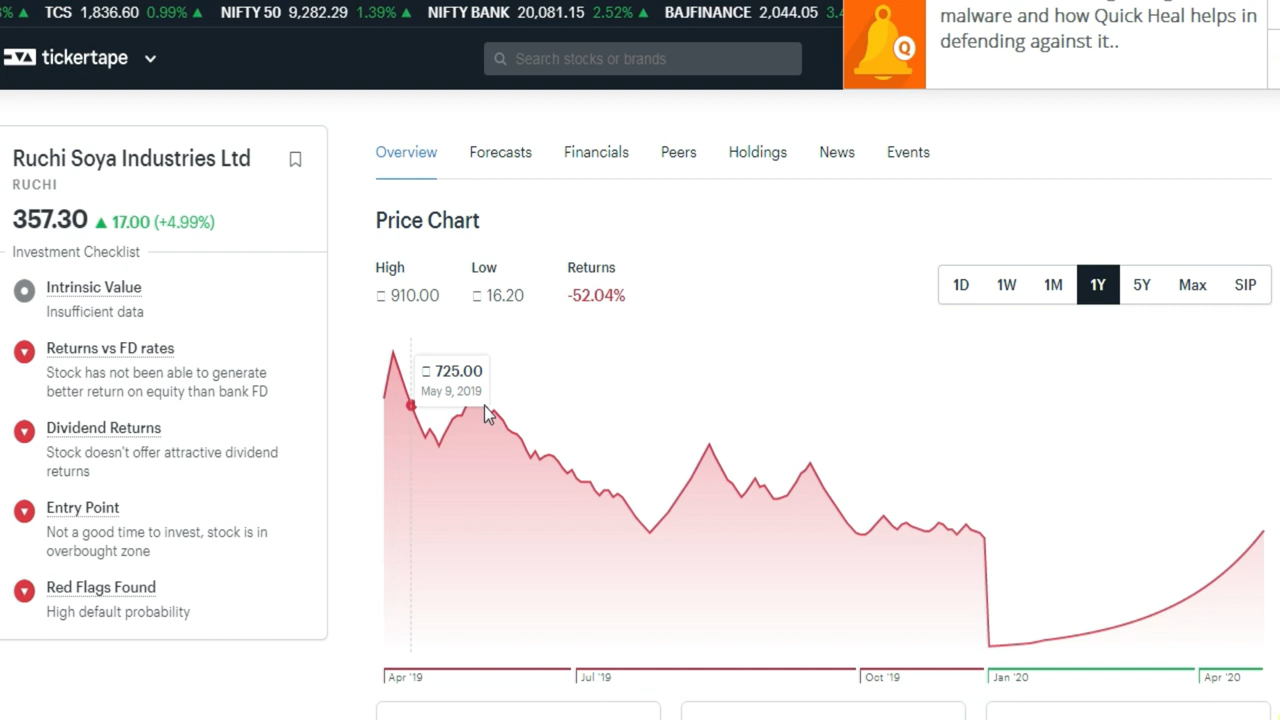 % ▲ TCS 1,836.60 0.99% ▲ NIFTY 50 9,282.29 1.39% ▲ NIFTY BANK 20,081.15 2.52% ▲ BAJFINANCE 2,044.05
malware and how Quick Heal helps in
defending against it..
Q
tickertape
Search stocks or brands
Ruchi Soya Industries Ltd
RUCHI
357.30 ▲ 17.00 (+4.99%)
Investment Checklist
Intrinsic Value
Insufficient data
Returns vs FD rates
Stock has not been able to generate
better return on equity than bank FD
Dividend Returns
Stock doesn't offer attractive dividend
returns
Entry Point
Not a good time to invest, stock is in
overbought zone
Red Flags Found
High default probability
Overview Forecasts Financials Peers Holdings News Events
Price Chart
High Low Returns
910.00 16.20 -52.04%
1D 1W 1M 1Y 5Y Max SIP
725.00
May 9, 2019
Apr '19 Jul '19 Oct '19 Jan '20 Apr '20